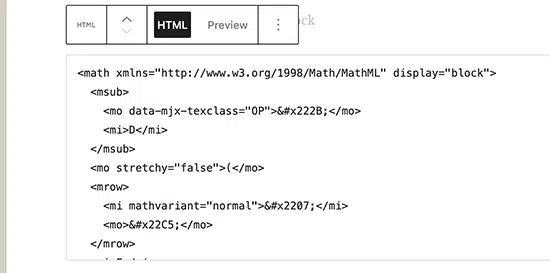 HTML HTML Preview ock
<math xmlns="http://www.w3.org/1998/Math/MathML" display="block">
<msub>
<mo data-mjx-texclass="OP">&#x222B;</mo>
<mi>D</mi>
</msub>
<mo stretchy="false">(</mo>
<mrow>
<mi mathvariant="normal">&#x2207;</mi>
<mo>&#x22C5;</mo>
</mrow>